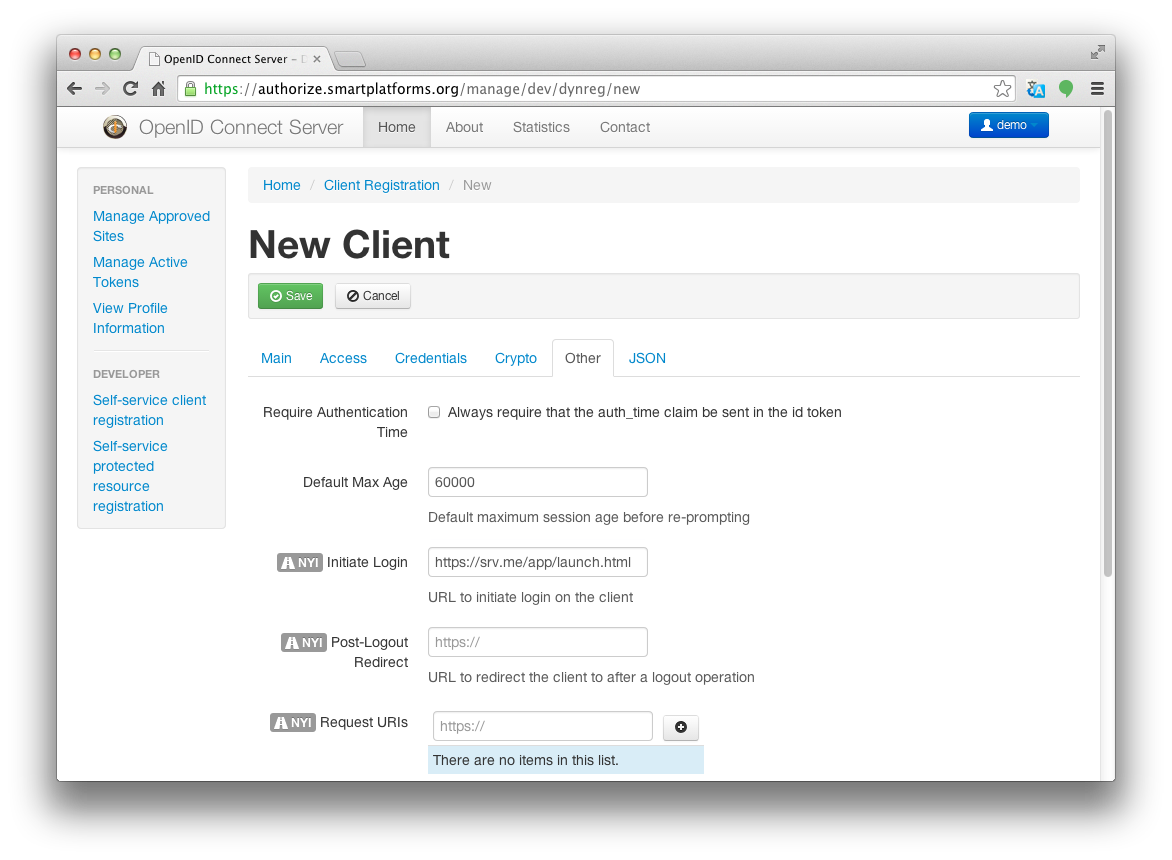 OpenID Connect Server –
https://authorize.smartplatforms.org/manage/dev/dynreg/new
OpenID Connect Server
Home
About
Statistics
Contact
demo
PERSONAL
Manage Approved
Sites
Manage Active
Tokens
View Profile
Information
DEVELOPER
Self-service client
registration
Self-service
protected
resource
registration
Home / Client Registration / New
New Client
Save
Cancel
Main
Access
Credentials
Crypto
Other
JSON
Require Authentication
Time
Always require that the auth_time claim be sent in the id token
Default Max Age
60000
Default maximum session age before re-prompting
NYI Initiate Login
https://srv.me/app/launch.html
URL to initiate login on the client
NYI Post-Logout
Redirect
https://
URL to redirect the client to after a logout operation
NYI Request URIs
https://
There are no items in this list.